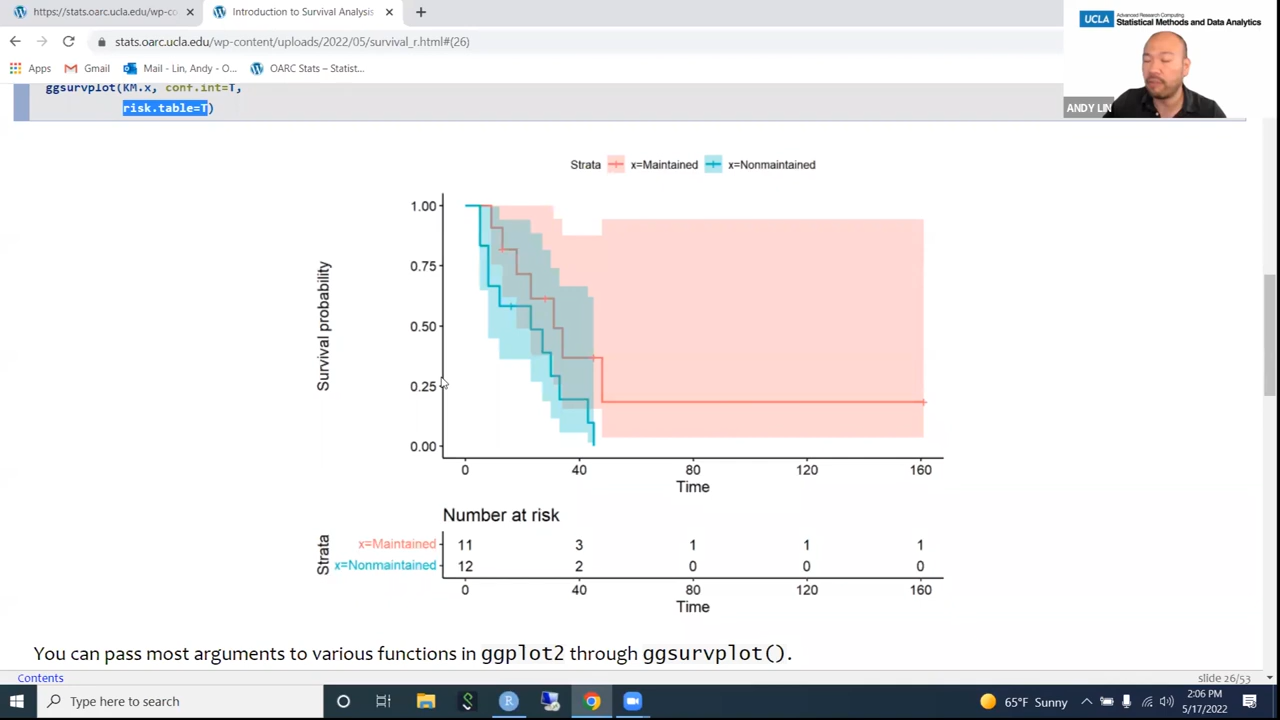 https://stats.oarc.ucla.edu/wp-co
Introduction to Survival Analysis
stats.oarc.ucla.edu/wp-content/uploads/2022/05/survival_r.html#(26)
Apps
Gmail
Mail - Lin, Andy - O...
OARC Stats – Statist...
UCLA
Advanced Research Computing
Statistical Methods and Data Analytics
ANDY LIN
ggsurvplot(KM.x, conf.int=T,
risk.table=T)
Strata x=Maintained x=Nonmaintained
Survival probability
1.00
0.75
0.50
0.25
0.00
0 40 80 120 160
Time
Number at risk
Strata
x=Maintained 11 3 1 1 1
x=Nonmaintained 12 2 0 0 0
0 40 80 120 160
Time
You can pass most arguments to various functions in ggplot2 through ggsurvplot().
Contents
slide 26/53
Type here to search
65°F Sunny
2:06 PM
5/17/2022